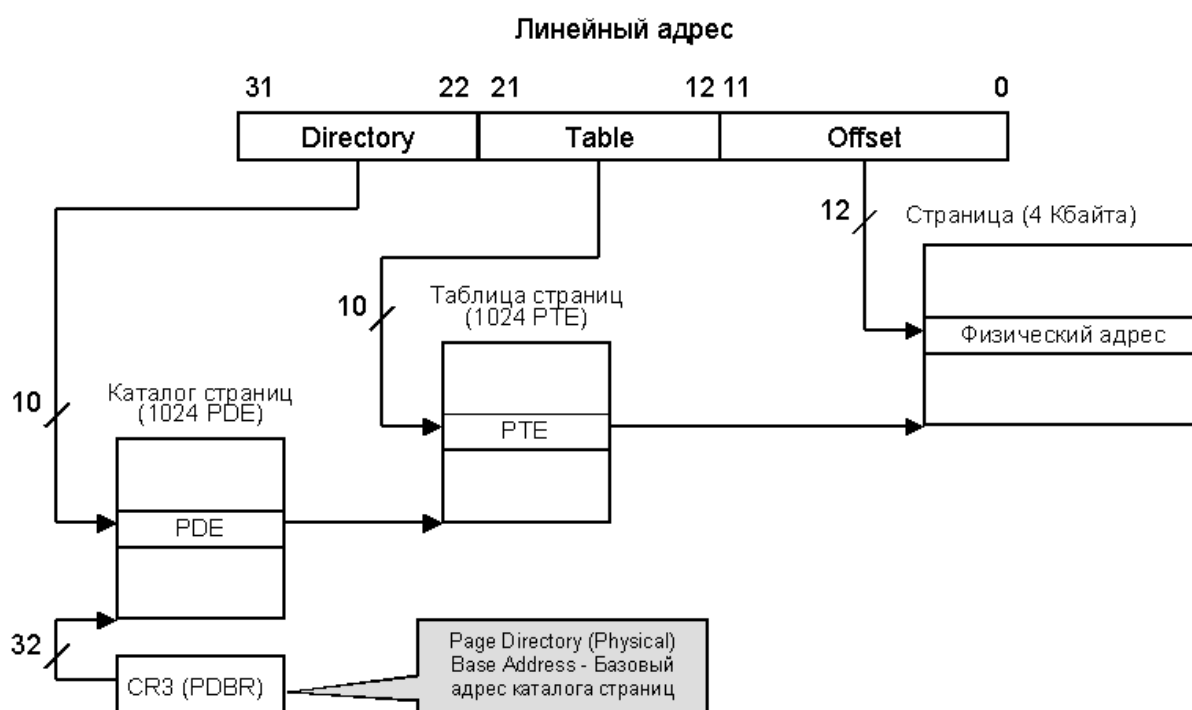 Линейный адрес
31 22 21 12 11 0
Directory Table Offset
12
Страница (4 Кбайта)
Физический адрес
10
Таблица страниц
(1024 PTE)
PTE
10
Каталог страниц
(1024 PDE)
PDE
32
CR3 (PDBR)
Page Directory (Physical)
Base Address - Базовый
адрес каталога страниц